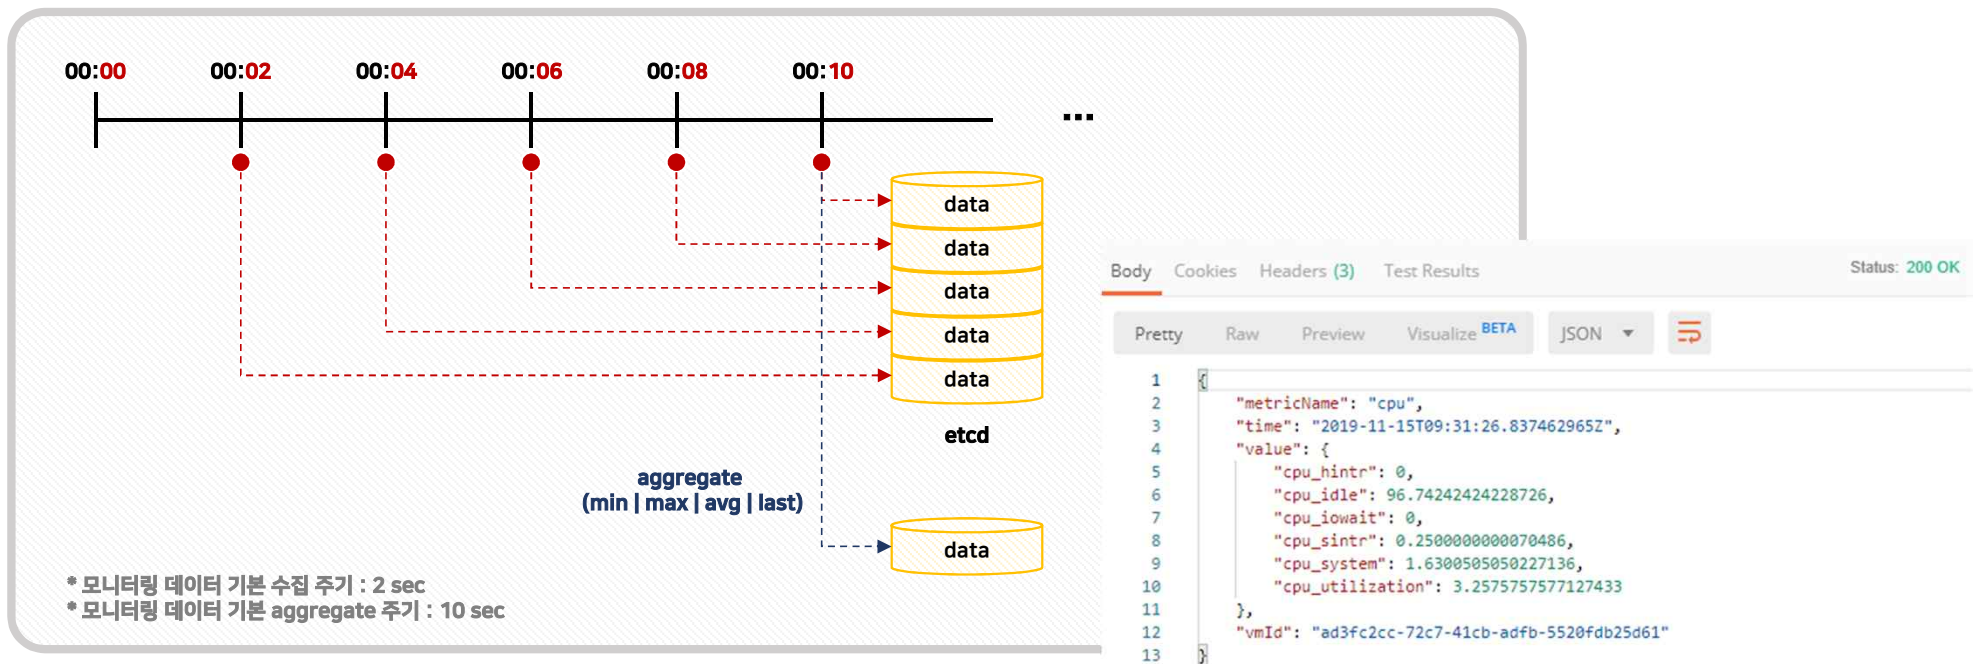 00:00 00:02 00:04 00:06 00:08 00:10
...
data
data
data
data
data
etcd
aggregate
(min | max | avg | last)
data
* 모니터링 데이터 기본 수집 주기 : 2 sec
* 모니터링 데이터 기본 aggregate 주기 : 10 sec
Body Cookies Headers (3) Test Results Status: 200 OK
Pretty Raw Preview Visualize BETA JSON
1 {
2 "metricName": "cpu",
3 "time": "2019-11-15T09:31:26.837462965Z",
4 "value": {
5 "cpu_hintr": 0,
6 "cpu_idle": 96.74242424228726,
7 "cpu_iowait": 0,
8 "cpu_sintr": 0.2500000000070486,
9 "cpu_system": 1.6300505050227136,
10 "cpu_utilization": 3.2575757577127433
11 },
12 "vmId": "ad3fc2cc-72c7-41cb-adfb-5520fdb25d61"
13 }